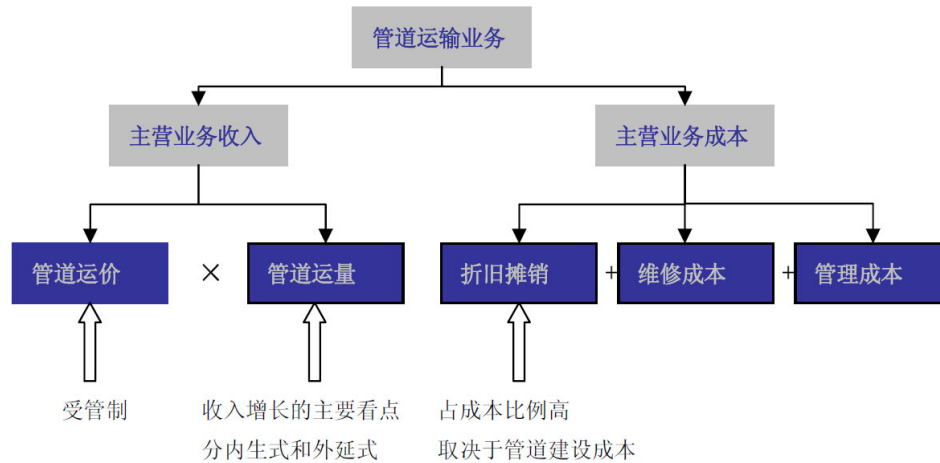 管道运输业务
主营业务收入
主营业务成本
管道运价
×
管道运量
折旧摊销
+
维修成本
+
管理成本
受管制
收入增长的主要看点
分内生式和外延式
占成本比例高
取决于管道建设成本